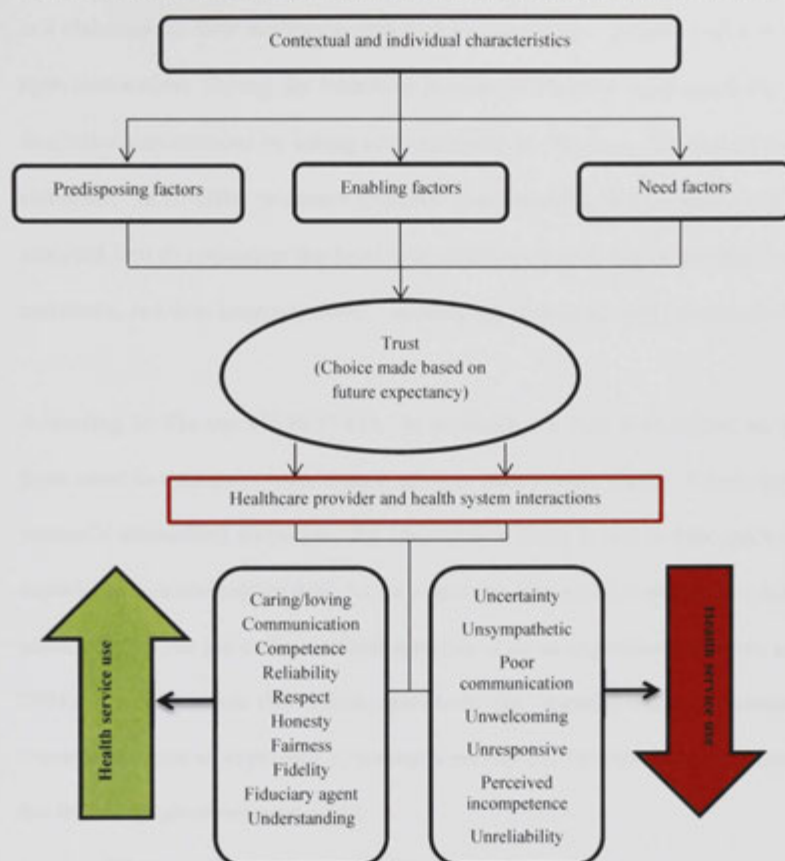 Contextual and individual characteristics
Predisposing factors
Enabling factors
Need factors
Trust
(Choice made based on
future expectancy)
Healthcare provider and health system interactions
Health service use
Caring/loving
Communication
Competence
Reliability
Respect
Honesty
Fairness
Fidelity
Fiduciary agent
Understanding
Uncertainty
Unsympathetic
Poor
communication
Unwelcoming
Unresponsive
Perceived
incompetence
Unreliability
Health service use